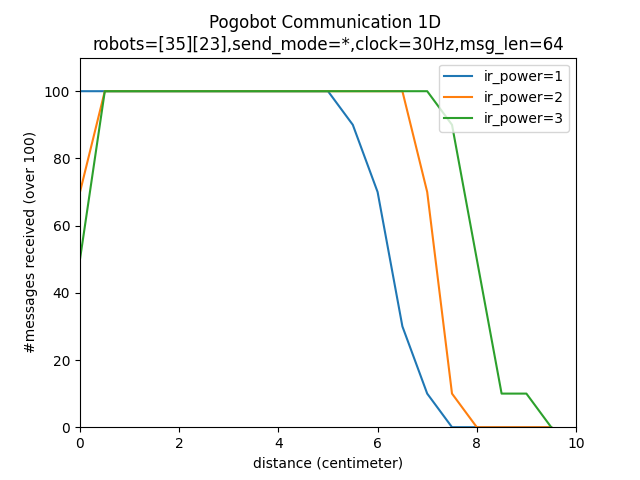 Pogobot Communication 1D
robots=[35][23],send_mode=*,clock=30Hz,msg_len=64
ir_power=1
ir_power=2
ir_power=3
#messages received (over 100)
100
80
60
40
20
0
0 2 4 6 8 10
distance (centimeter)